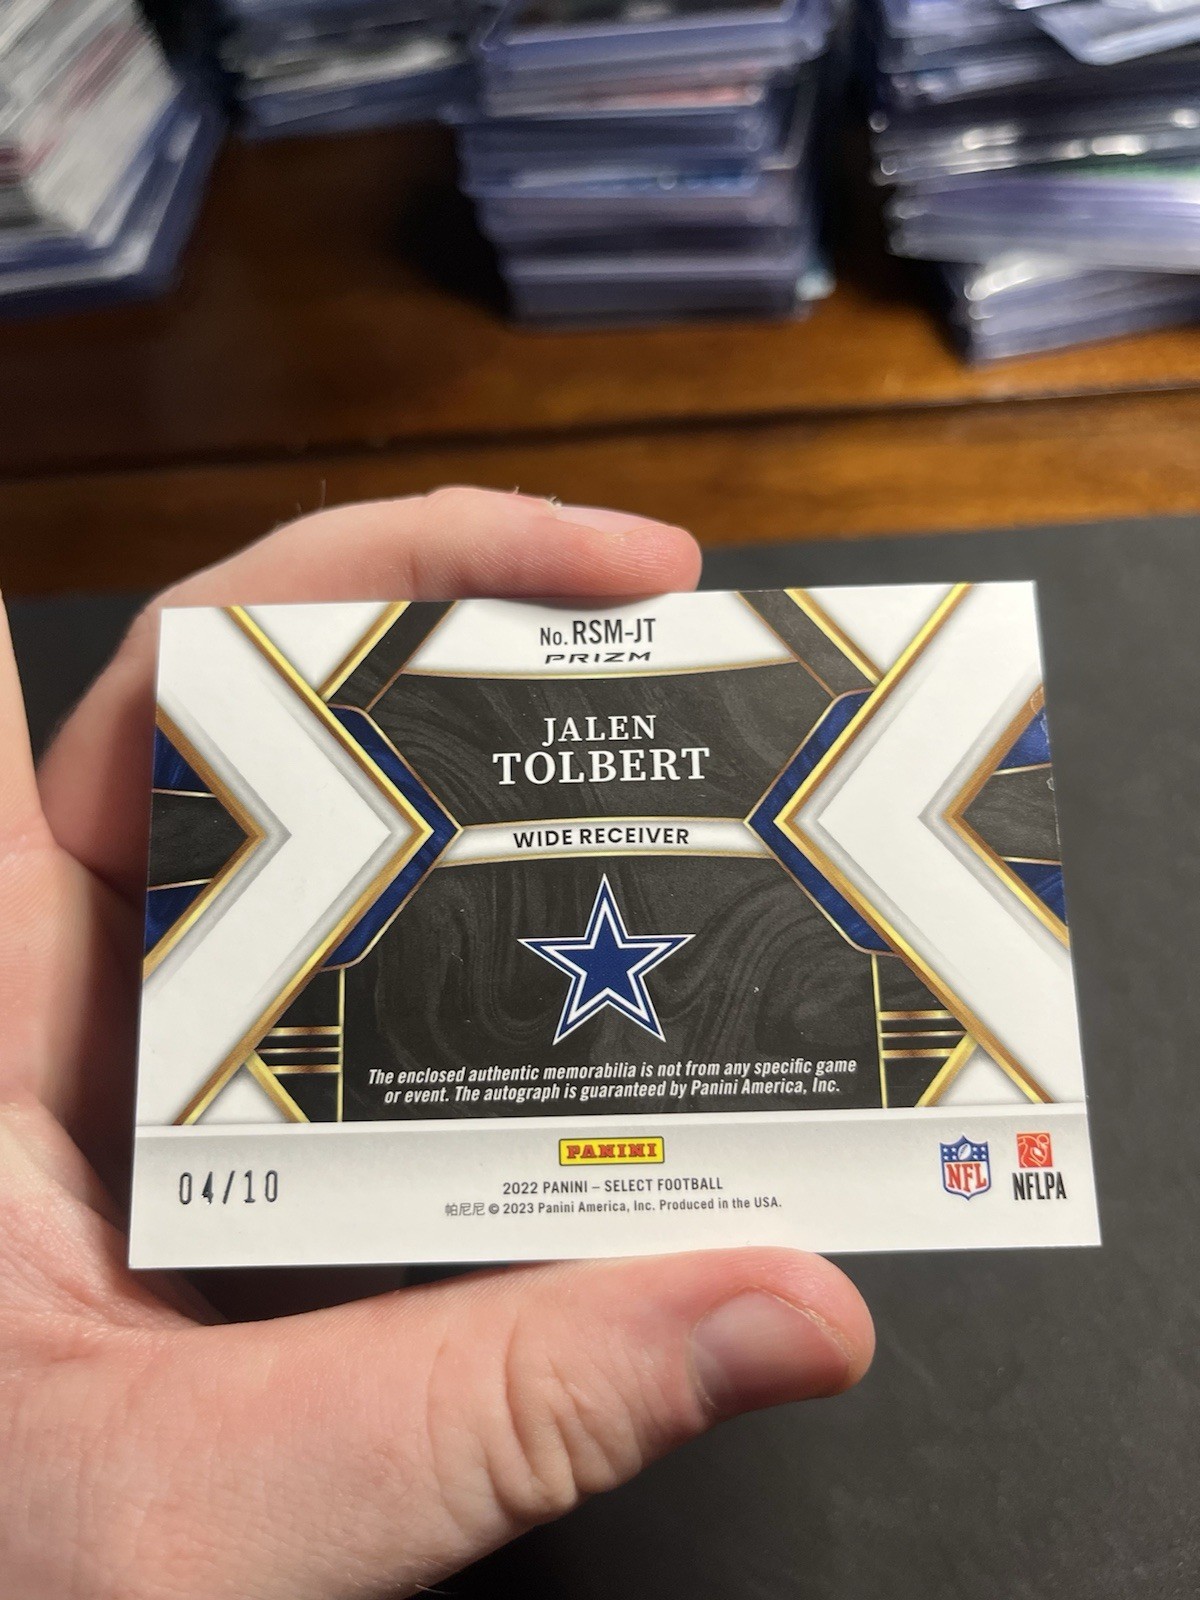 No. RSM-JT
PRIZM
JALEN
TOLBERT
WIDE RECEIVER
The enclosed authentic memorabilia is not from any specific game
or event. The autograph is guaranteed by Panini America, Inc.
PANINI
04/10
2022 PANINI – SELECT FOOTBALL
帕尼尼 © 2023 Panini America, Inc. Produced in the USA.
NFL
NFLPA